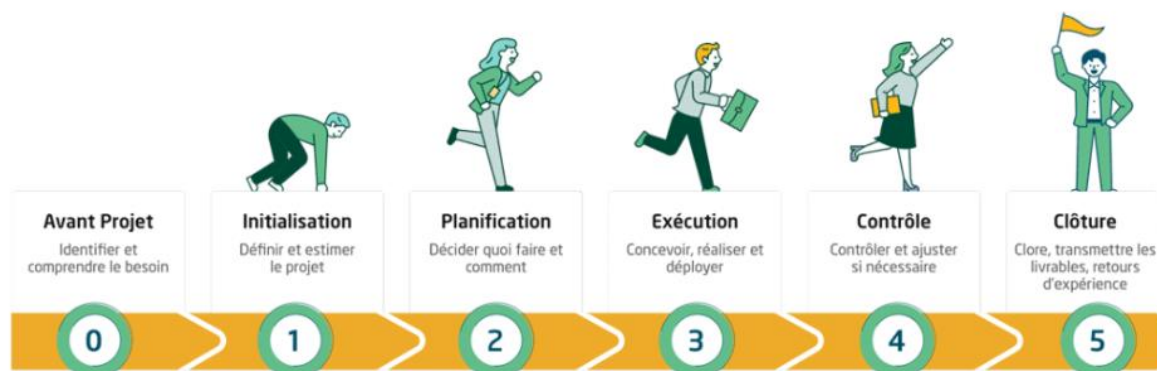 Avant Projet
Identifier et
comprendre le besoin
0
Initialisation
Définir et estimer
le projet
1
Planification
Décider quoi faire et
comment
2
Exécution
Concevoir, réaliser et
déployer
3
Contrôle
Contrôler et ajuster
si nécessaire
4
Clôture
Clore, transmettre les
livrables, retours
d'expérience
5